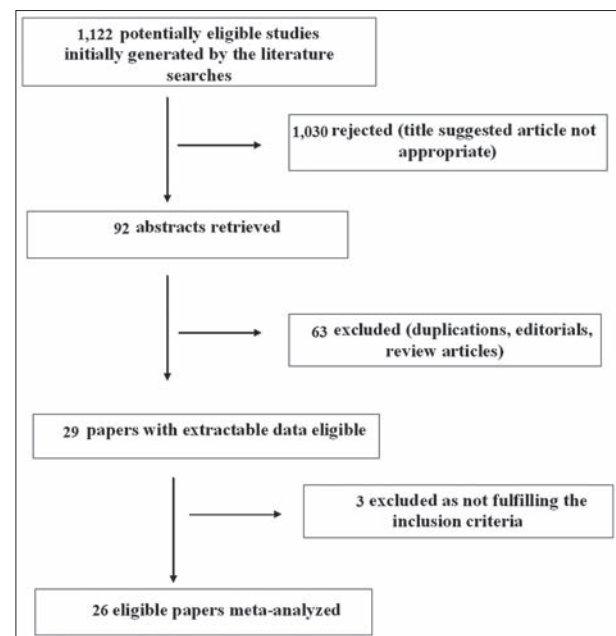 1,122 potentially eligible studies
initially generated by the literature
searches
1,030 rejected (title suggested article not
appropriate)
92 abstracts retrieved
63 excluded (duplications, editorials,
review articles)
29 papers with extractable data eligible
3 excluded as not fulfilling the
inclusion criteria
26 eligible papers meta-analyzed